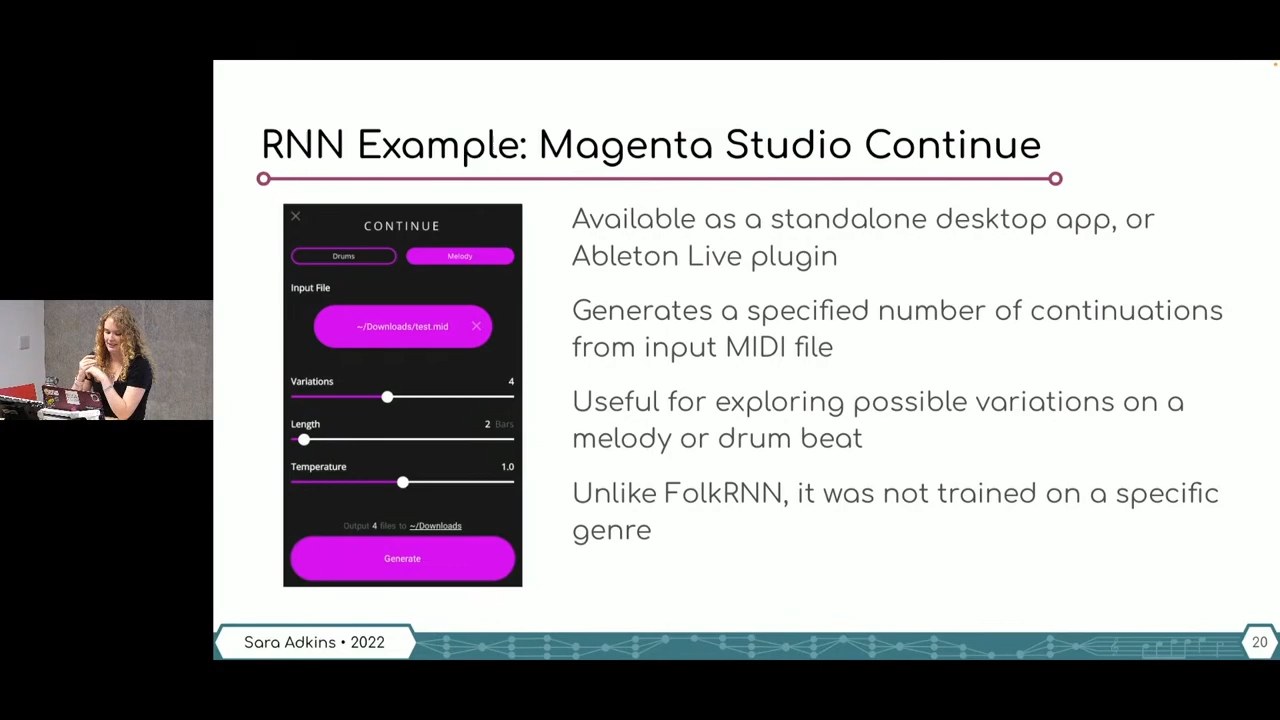 RNN Example: Magenta Studio Continue
CONTINUE
Drums
Melody
Input File
~/Downloads/test.mid
Variations 4
Length 2 Bars
Temperature 1.0
Output 4 files to ~/Downloads
Generate
Available as a standalone desktop app, or
Ableton Live plugin
Generates a specified number of continuations
from input MIDI file
Useful for exploring possible variations on a
melody or drum beat
Unlike FolkRNN, it was not trained on a specific
genre
Sara Adkins • 2022
20